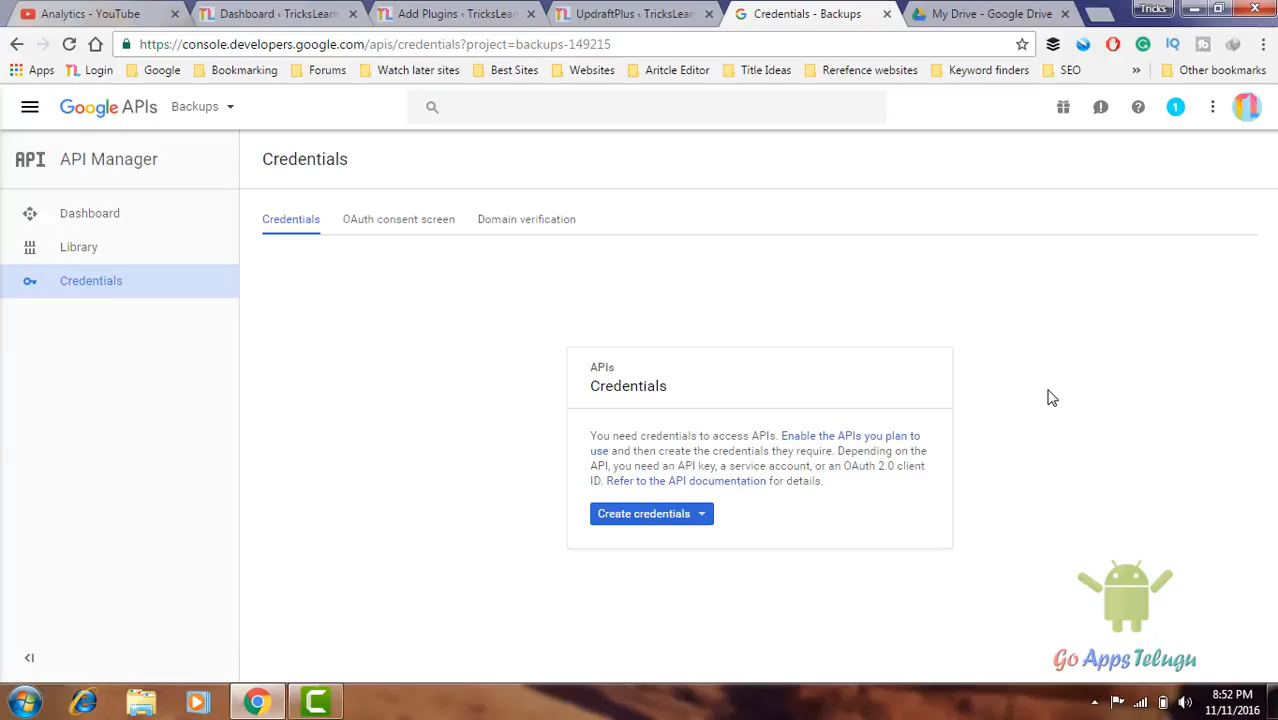 Analytics - YouTube
Dashboard ‹ TricksLearn
Add Plugins ‹ TricksLearn
UpdraftPlus ‹ TricksLearn
Credentials - Backups
My Drive - Google Drive
Tricks
https://console.developers.google.com/apis/credentials?project=backups-149215
Apps
Login
Google
Bookmarking
Forums
Watch later sites
Best Sites
Websites
Aritcle Editor
Title Ideas
Rerefence websites
Keyword finders
SEO
»
Other bookmarks
Google APIs
Backups
1
API API Manager
Credentials
Dashboard
Library
Credentials
Credentials
OAuth consent screen
Domain verification
APIs
Credentials
You need credentials to access APIs. Enable the APIs you plan to
use and then create the credentials they require. Depending on the
API, you need an API key, a service account, or an OAuth 2.0 client
ID. Refer to the API documentation for details.
Create credentials
Go Apps Telugu
8:52 PM
11/11/2016